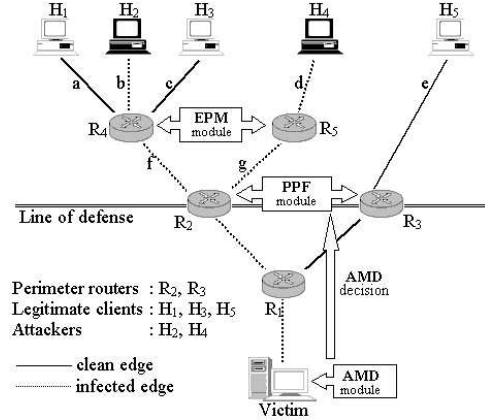 H1 H2 H3 H4 H5
a b c d e
R4 EPM module R5
f g
R2 PPF module R3
Line of defense
R1 AMD decision
Perimeter routers : R2, R3
Legitimate clients : H1, H3, H5
Attackers : H2, H4
clean edge
infected edge
AMD module
Victim